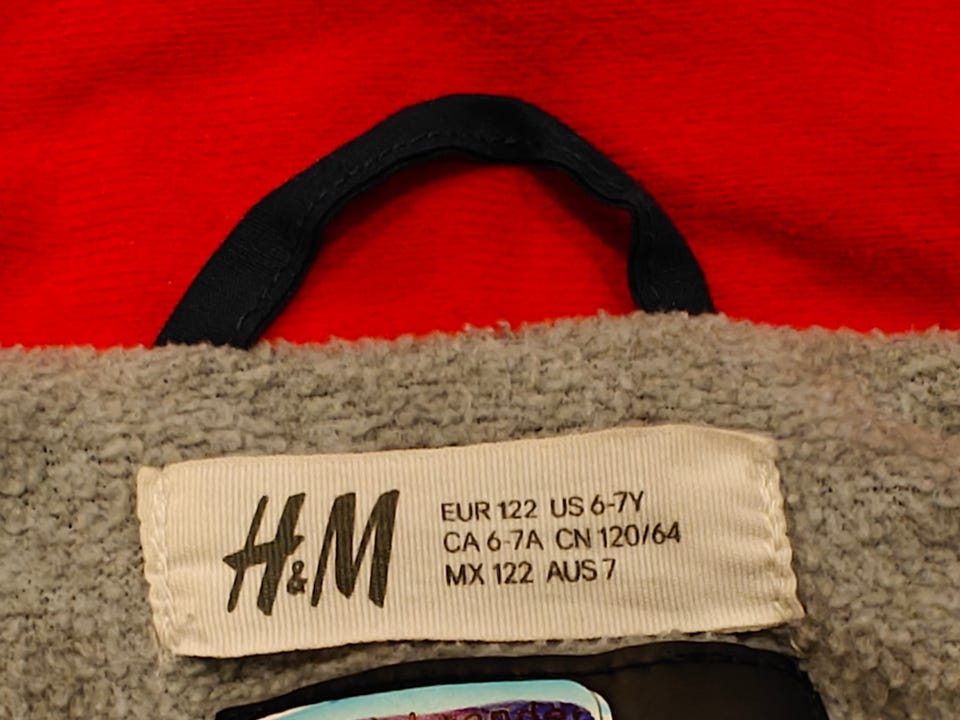 H&M
EUR 122 US 6-7Y
CA 6-7A CN 120/64
MX 122 AUS 7